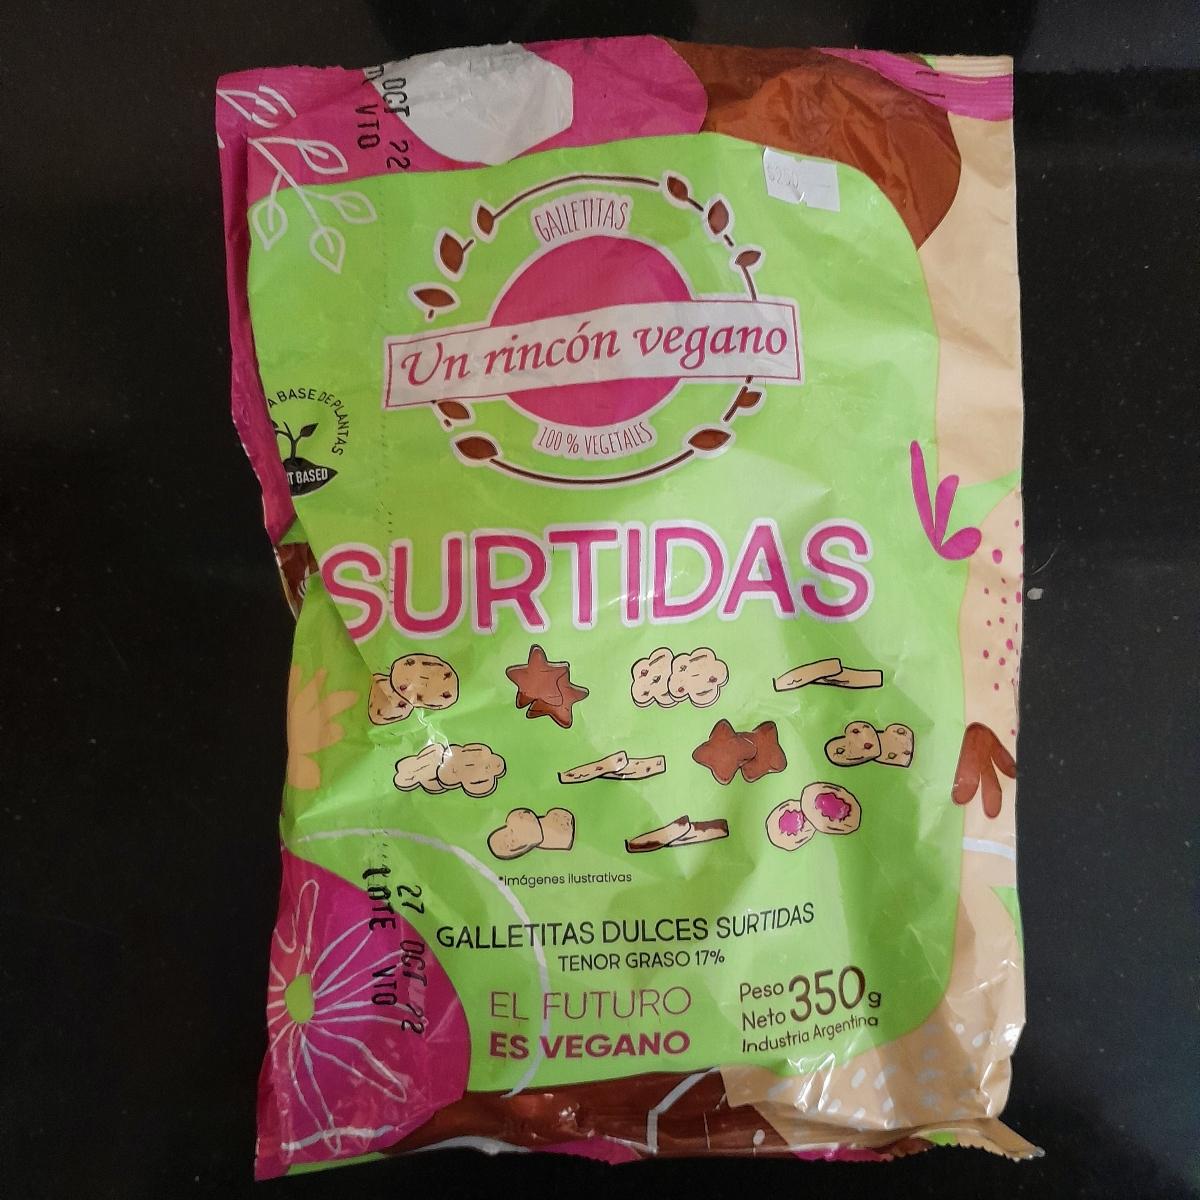 OCT 22
VTO
$250
GALLETITAS
Un rincón vegano
100 % VEGETALES
A BASE DE PLANTAS
T BASED
SURTIDAS
*imágenes ilustrativas
27 OCT 22
LOTE VTO
GALLETITAS DULCES SURTIDAS
TENOR GRASO 17%
EL FUTURO
ES VEGANO
Peso
Neto 350g
Industria Argentina